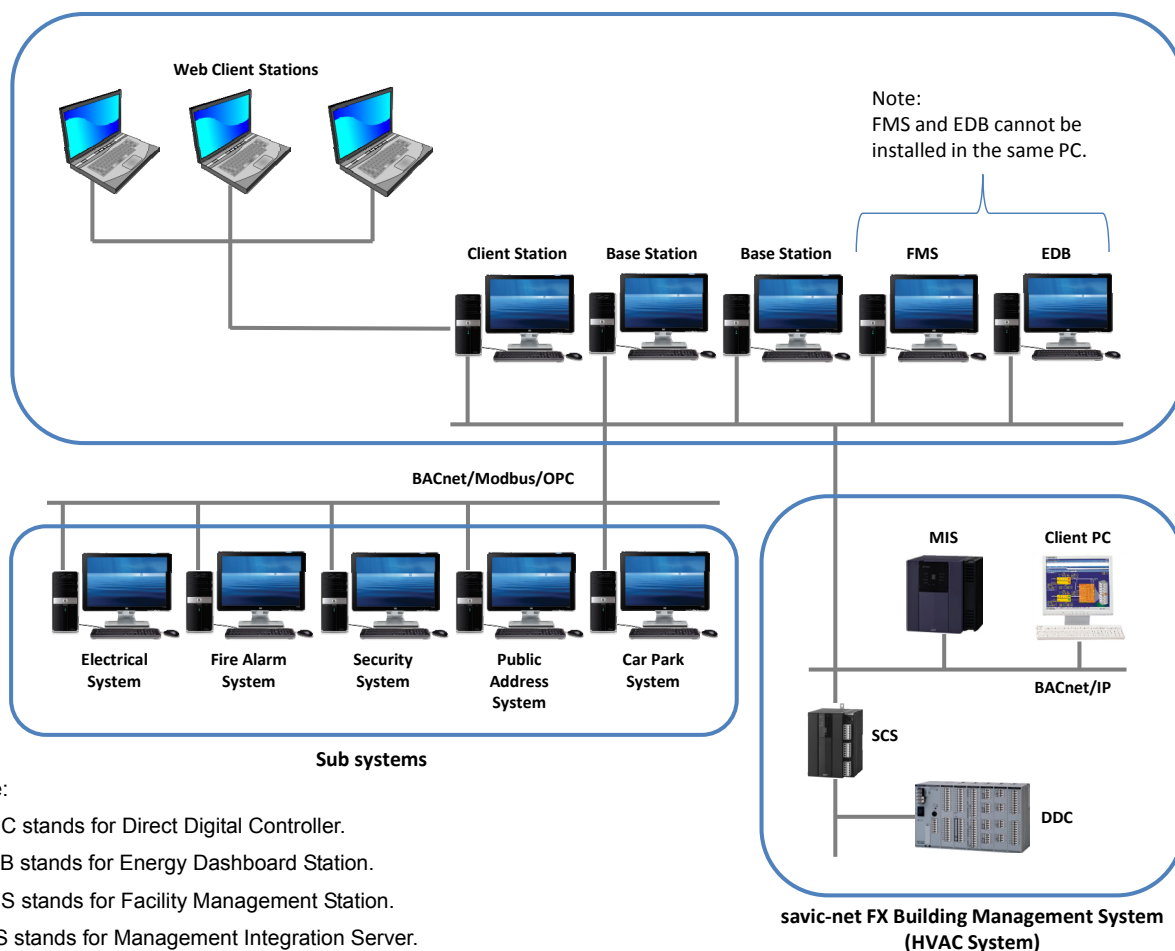 Web Client Stations
Note:
FMS and EDB cannot be
installed in the same PC.
Client Station
Base Station
Base Station
FMS
EDB
BACnet/Modbus/OPC
MIS
Client PC
BACnet/IP
SCS
DDC
Electrical
System
Fire Alarm
System
Security
System
Public
Address
System
Car Park
System
Sub systems
savic-net FX Building Management System
(HVAC System)
e:
C stands for Direct Digital Controller.
B stands for Energy Dashboard Station.
S stands for Facility Management Station.
S stands for Management Integration Server.